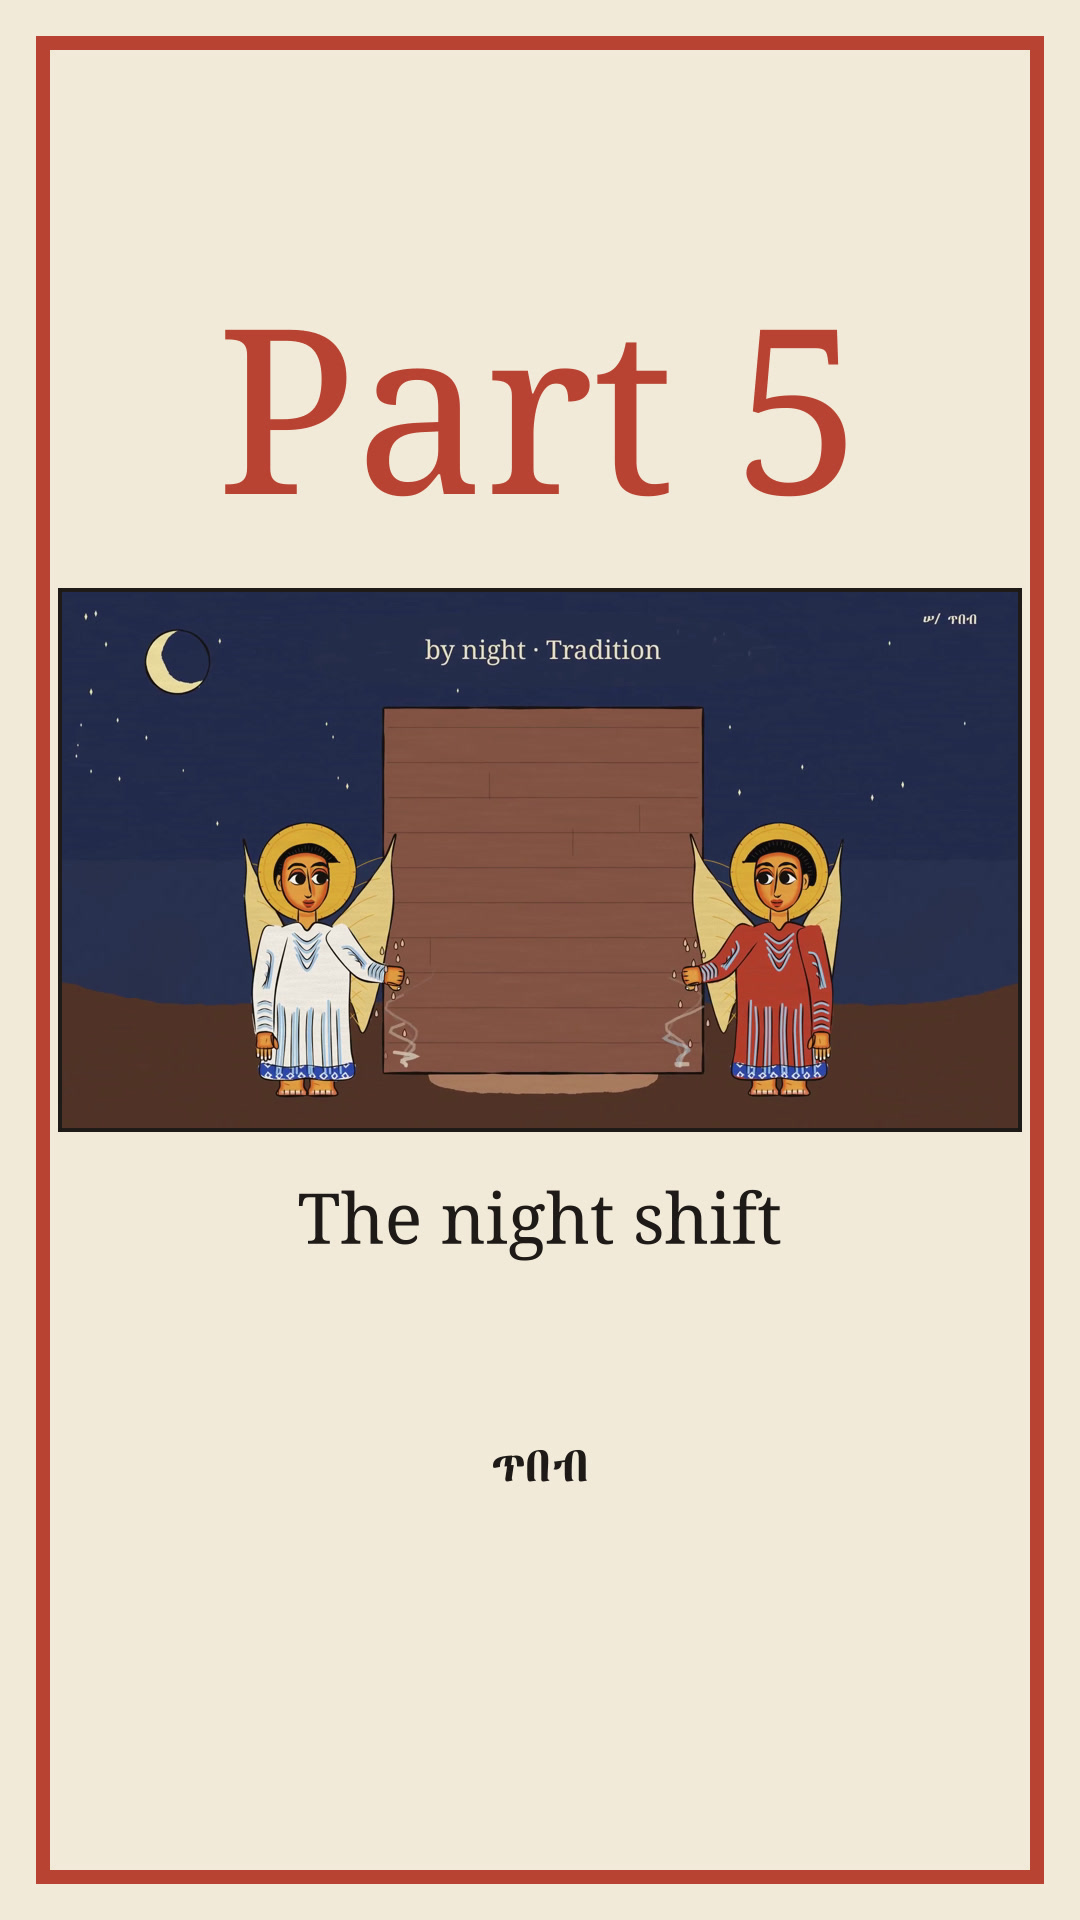 Part 5
ሠ/ ጥበብ
by night · Tradition
The night shift
ጥበብ